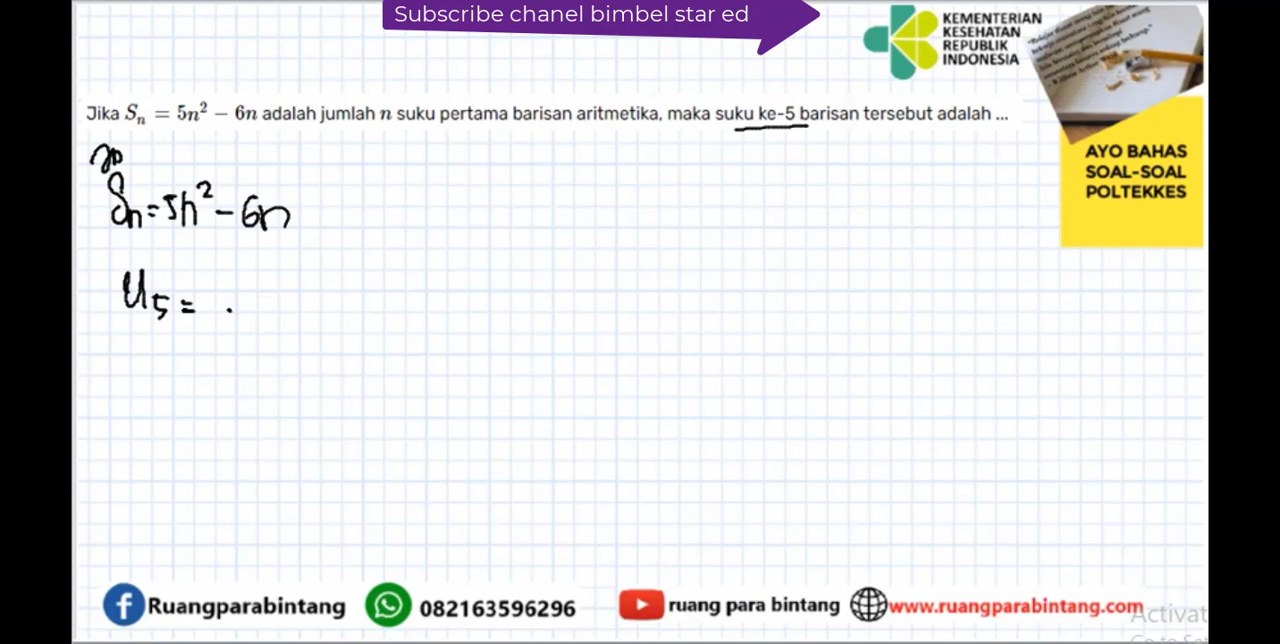 Subscribe chanel bimbel star ed
KEMENTERIAN
KESEHATAN
REPUBLIK
INDONESIA
Jika Sₙ = 5n² − 6n adalah jumlah n suku pertama barisan aritmetika, maka suku ke-5 barisan tersebut adalah ...
AYO BAHAS
SOAL-SOAL
POLTEKKES
Sn = 5n² − 6n
U₅ = .
Ruangparabintang
082163596296
ruang para bintang
www.ruangparabintang.com
Activat